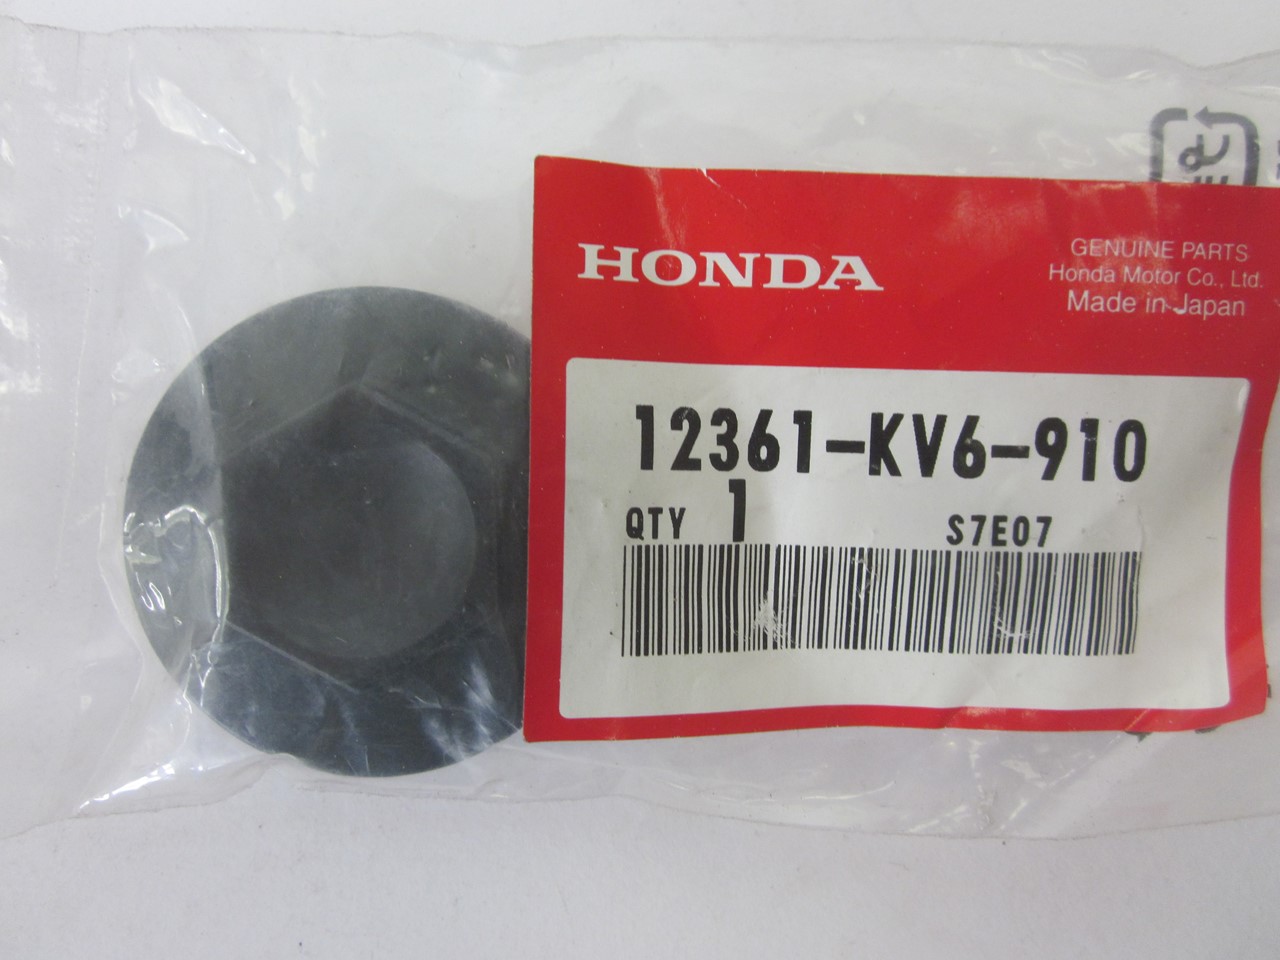 HONDA
GENUINE PARTS
Honda Motor Co., Ltd.
Made in Japan
12361-KV6-910
QTY 1 S7E07